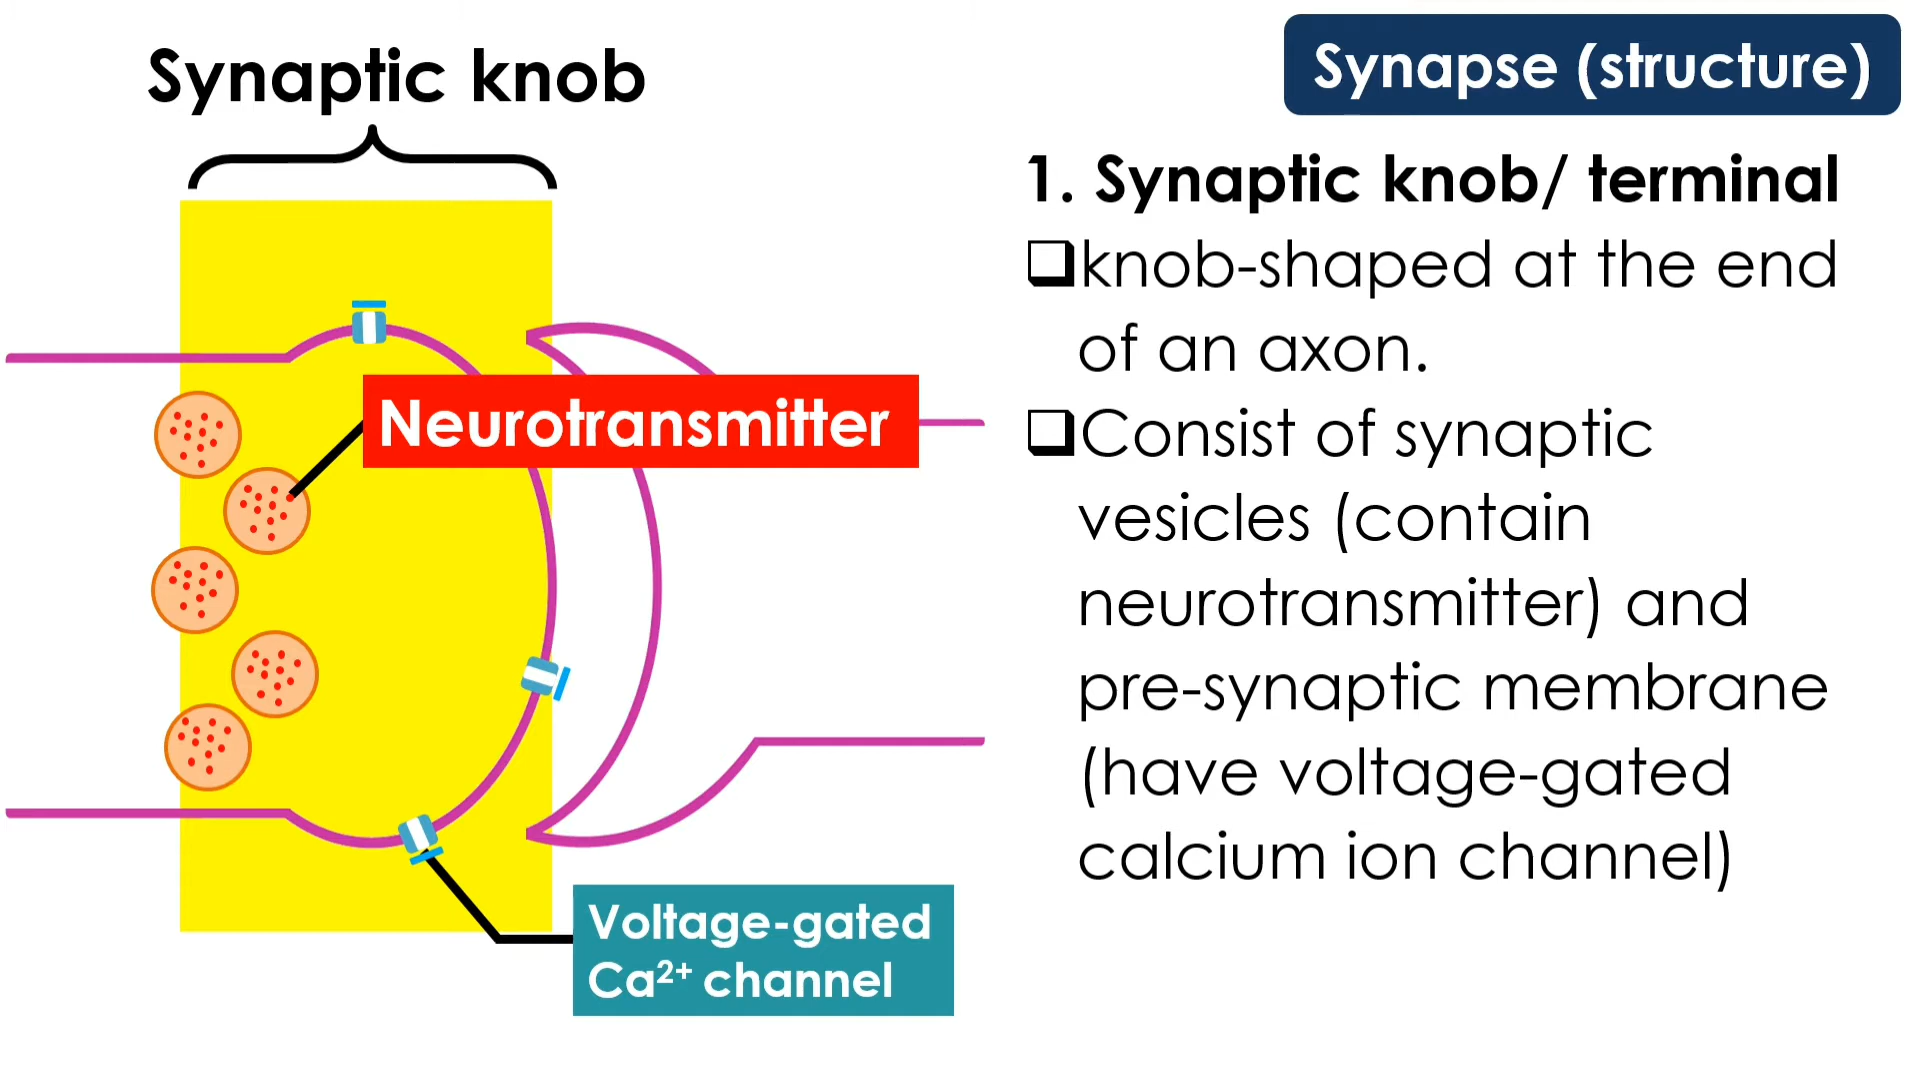 Synaptic knob
Synapse (structure)
1. Synaptic knob/ terminal
❑knob-shaped at the end
of an axon.
❑Consist of synaptic
vesicles (contain
neurotransmitter) and
pre-synaptic membrane
(have voltage-gated
calcium ion channel)
Neurotransmitter
Voltage-gated
Ca²⁺ channel